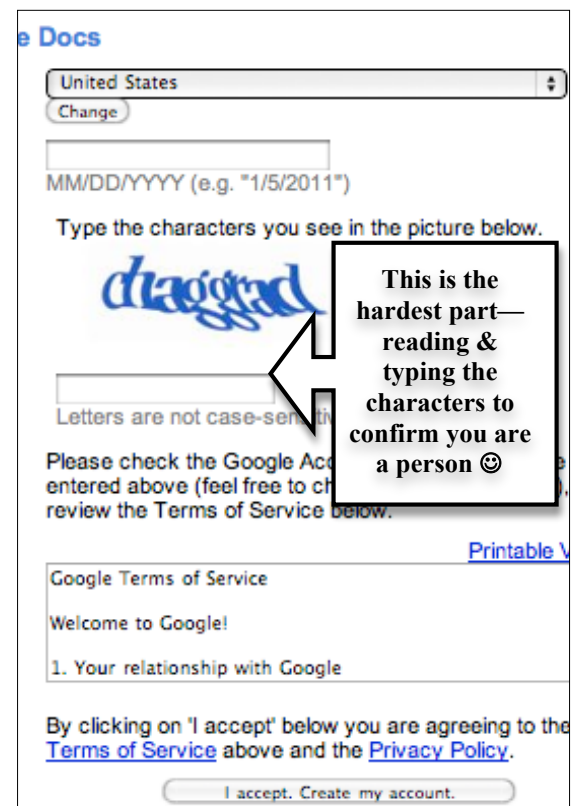 e Docs
United States
Change
MM/DD/YYYY (e.g. "1/5/2011")
Type the characters you see in the picture below.
chaggrad
This is the
hardest part—
reading &
typing the
characters to
confirm you are
a person ☺
Letters are not case-sensitiv
Please check the Google Acc
entered above (feel free to ch ),
review the Terms of Service below.
Printable V
Google Terms of Service
Welcome to Google!
1. Your relationship with Google
By clicking on 'I accept' below you are agreeing to the
Terms of Service above and the Privacy Policy.
I accept. Create my account.